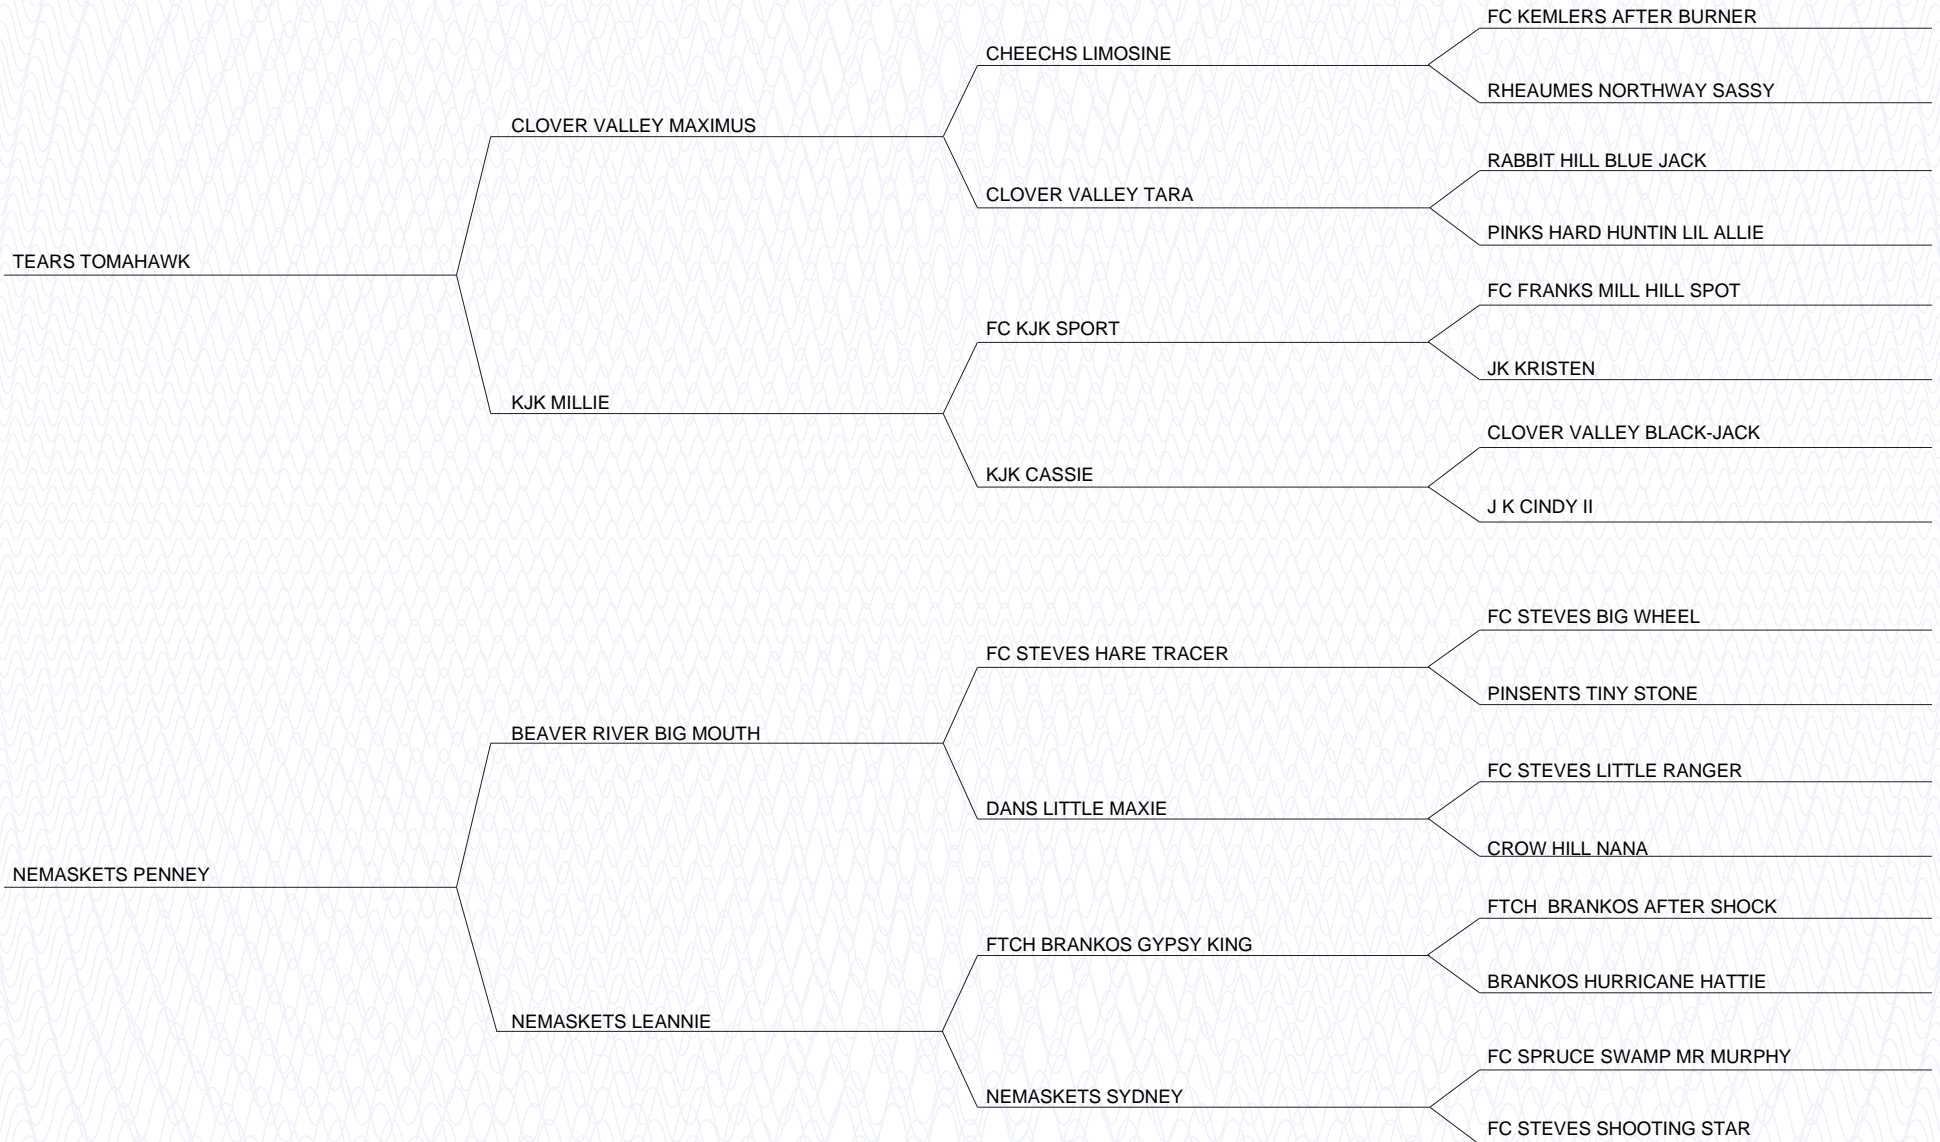 FC KEMLERS AFTER BURNER
CHEECHS LIMOSINE
RHEAUMES NORTHWAY SASSY
CLOVER VALLEY MAXIMUS
RABBIT HILL BLUE JACK
CLOVER VALLEY TARA
PINKS HARD HUNTIN LIL ALLIE
TEARS TOMAHAWK
FC FRANKS MILL HILL SPOT
FC KJK SPORT
JK KRISTEN
KJK MILLIE
CLOVER VALLEY BLACK-JACK
KJK CASSIE
J K CINDY II
FC STEVES BIG WHEEL
FC STEVES HARE TRACER
PINSENTS TINY STONE
BEAVER RIVER BIG MOUTH
FC STEVES LITTLE RANGER
DANS LITTLE MAXIE
CROW HILL NANA
NEMASKETS PENNEY
FTCH  BRANKOS AFTER SHOCK
FTCH BRANKOS GYPSY KING
BRANKOS HURRICANE HATTIE
NEMASKETS LEANNIE
FC SPRUCE SWAMP MR MURPHY
NEMASKETS SYDNEY
FC STEVES SHOOTING STAR